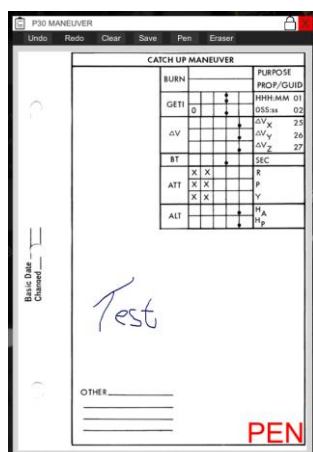 P30 MANEUVER
X
Undo Redo Clear Save Pen Eraser
CATCH UP MANEUVER
BURN PURPOSE
PROP/GUID
GETI HHH:MM 01
0 0SS:ss 02
ΔV ΔVX 25
ΔVY 26
ΔVZ 27
BT SEC
X X R
ATT X X P
X X Y
ALT HA
HP
Basic Date
Changed
Test
OTHER
PEN